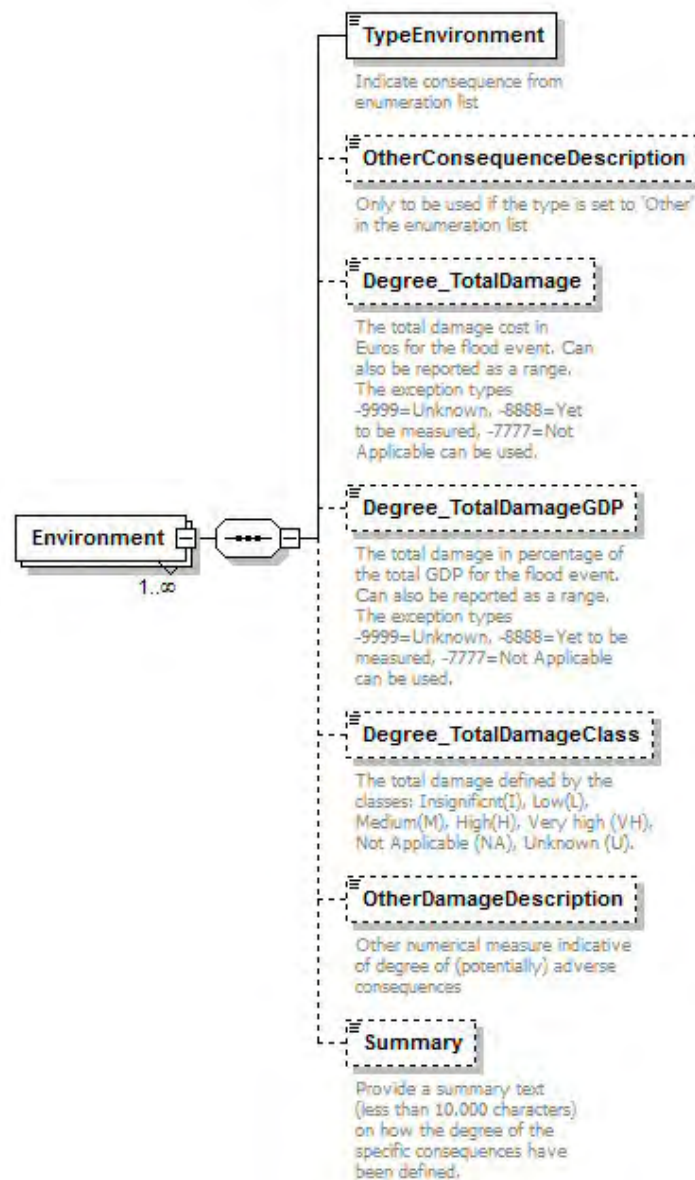 TypeEnvironment
Indicate consequence from
enumeration list
OtherConsequenceDescription
Only to be used if the type is set to 'Other'
in the enumeration list
Degree_TotalDamage
The total damage cost in
Euros for the flood event. Can
also be reported as a range.
The exception types
-9999=Unknown, -8888=Yet
to be measured, -7777=Not
Applicable can be used.
Environment
1..∞
Degree_TotalDamageGDP
The total damage in percentage of
the total GDP for the flood event.
Can also be reported as a range.
The exception types
-9999=Unknown, -8888=Yet to be
measured, -7777=Not Applicable
can be used.
Degree_TotalDamageClass
The total damage defined by the
classes: Insignificnt(I), Low(L),
Medium(M), High(H), Very high (VH),
Not Applicable (NA), Unknown (U).
OtherDamageDescription
Other numerical measure indicative
of degree of (potentially) adverse
consequences
Summary
Provide a summary text
(less than 10.000 characters)
on how the degree of the
specific consequences have
been defined.